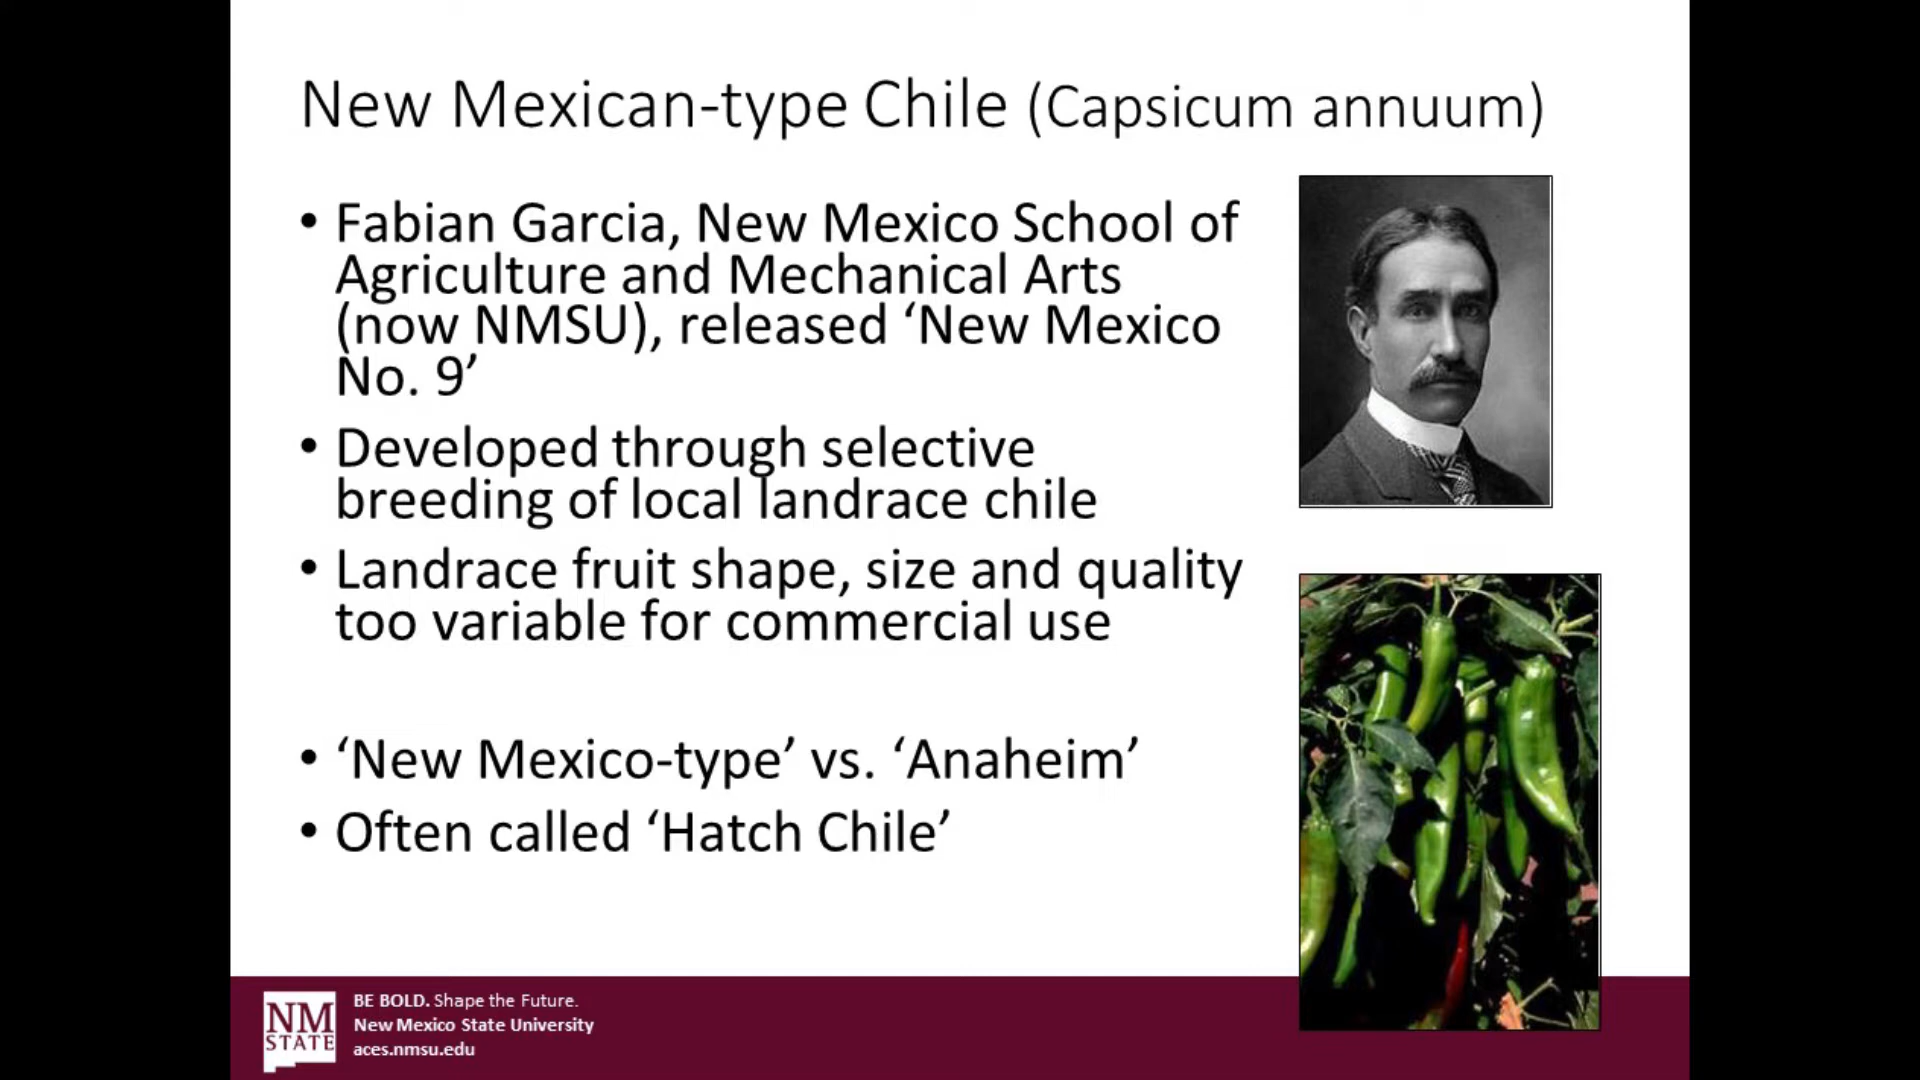 New Mexican-type Chile (Capsicum annuum)
• Fabian Garcia, New Mexico School of
Agriculture and Mechanical Arts
(now NMSU), released ‘New Mexico
No. 9’
• Developed through selective
breeding of local landrace chile
• Landrace fruit shape, size and quality
too variable for commercial use
• ‘New Mexico-type’ vs. ‘Anaheim’
• Often called ‘Hatch Chile’
NM
STATE
BE BOLD. Shape the Future.
New Mexico State University
aces.nmsu.edu